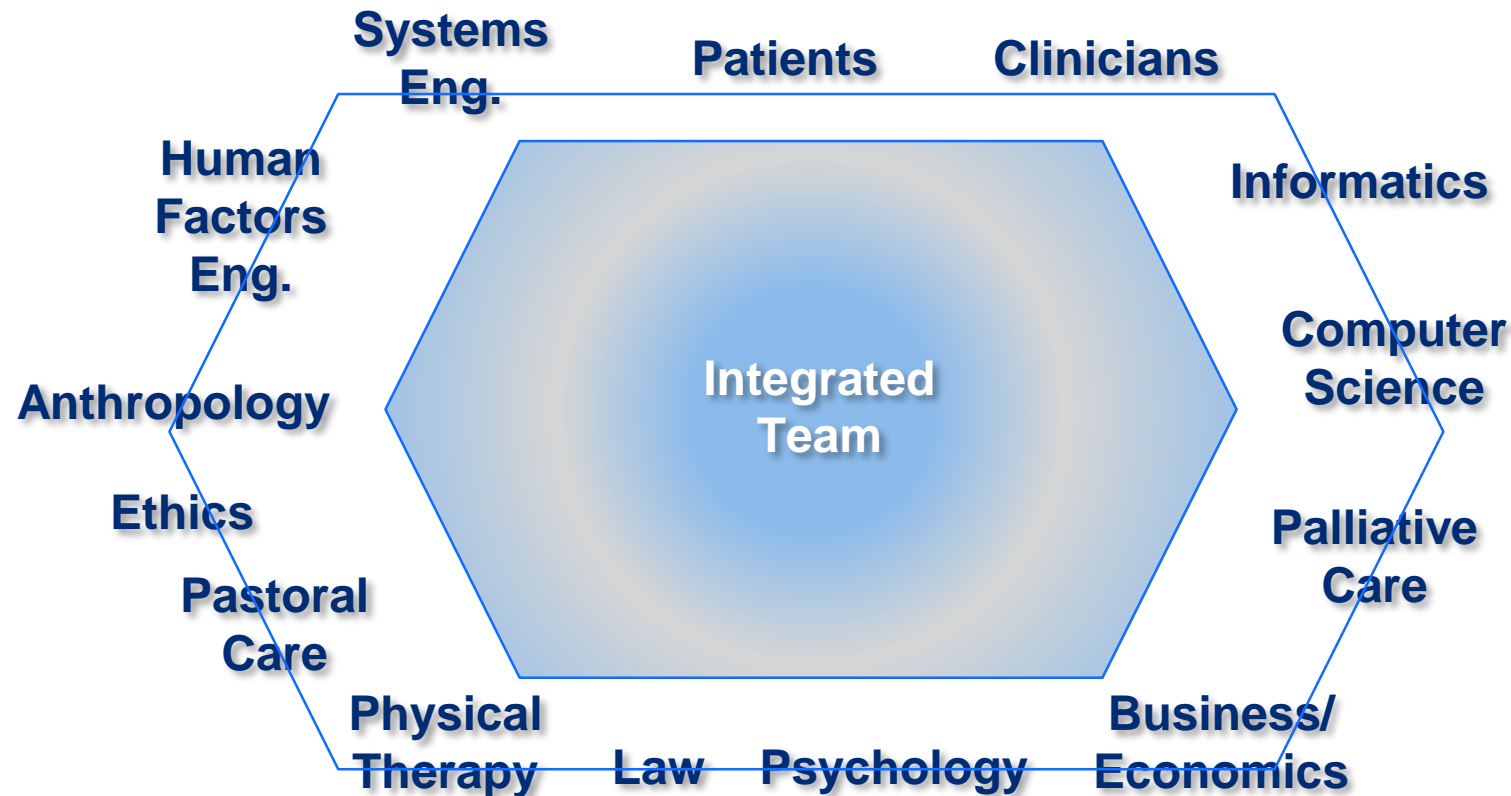 Systems
Eng.
Patients
Clinicians
Human
Factors
Eng.
Informatics
Computer
Science
Integrated
Team
Anthropology
Ethics
Palliative
Care
Pastoral
Care
Physical
Therapy
Law
Psychology
Business/
Economics